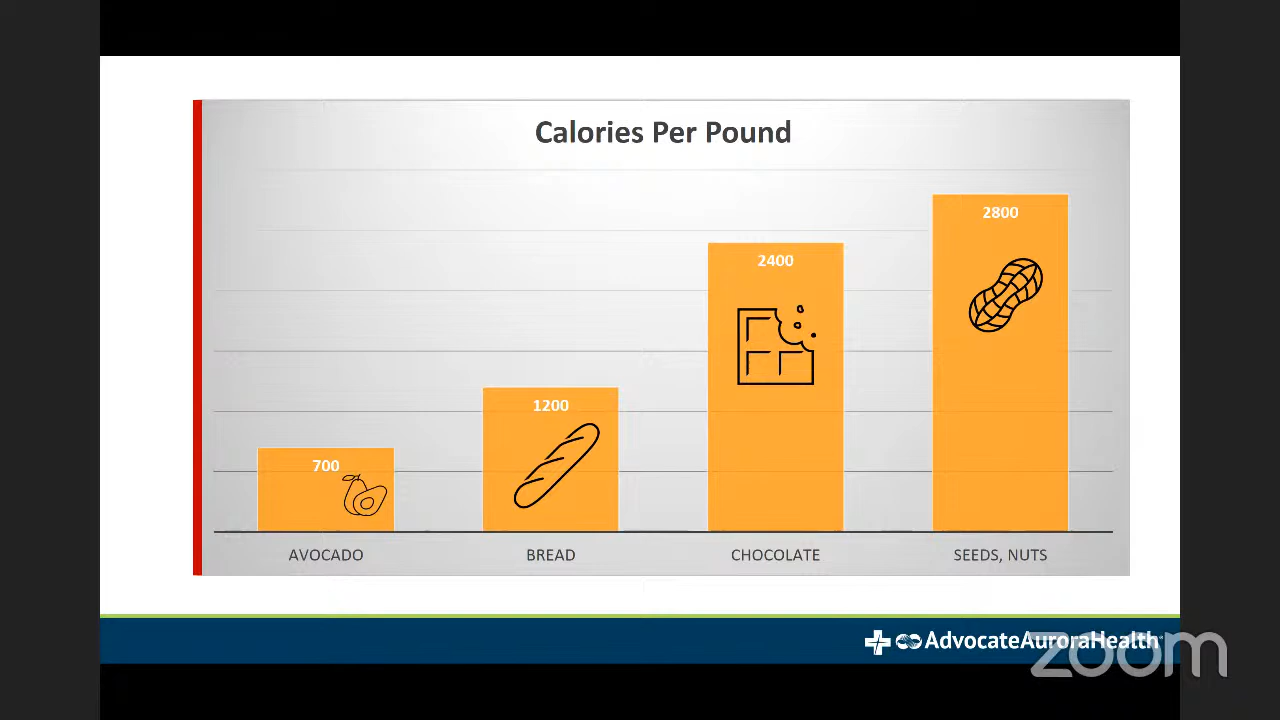 Calories Per Pound
2800
2400
1200
700
AVOCADO BREAD CHOCOLATE SEEDS, NUTS
AdvocateAuroraHealth
zoom